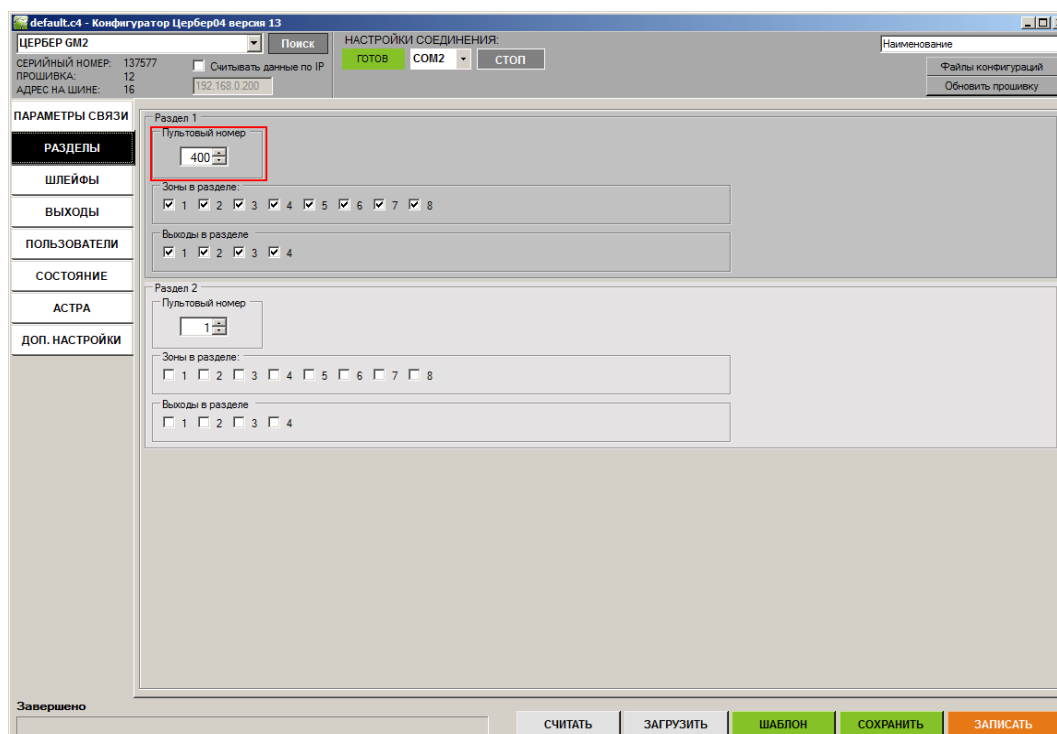 default.c4 - Конфигуратор Цербер04 версия 13
ЦЕРБЕР GM2
Поиск
НАСТРОЙКИ СОЕДИНЕНИЯ:
Наименование
СЕРИЙНЫЙ НОМЕР: 137577
Считывать данные по IP
ГОТОВ COM2 СТОП
Файлы конфигураций
ПРОШИВКА: 12
АДРЕС НА ШИНЕ: 16
192.168.0.200
Обновить прошивку
ПАРАМЕТРЫ СВЯЗИ
РАЗДЕЛЫ
ШЛЕЙФЫ
ВЫХОДЫ
ПОЛЬЗОВАТЕЛИ
СОСТОЯНИЕ
АСТРА
ДОП. НАСТРОЙКИ
Раздел 1
Пультовый номер
400
Зоны в разделе:
1 2 3 4 5 6 7 8
Выходы в разделе
1 2 3 4
Раздел 2
Пультовый номер
1
Зоны в разделе:
1 2 3 4 5 6 7 8
Выходы в разделе
1 2 3 4
Завершено
СЧИТАТЬ ЗАГРУЗИТЬ ШАБЛОН СОХРАНИТЬ ЗАПИСАТЬ